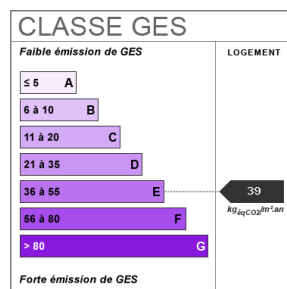 CLASSE GES
Faible émission de GES
LOGEMENT
≤ 5 A
6 à 10 B
11 à 20 C
21 à 35 D
36 à 55 E
39
kgéqCO2/m².an
56 à 80 F
> 80 G
Forte émission de GES